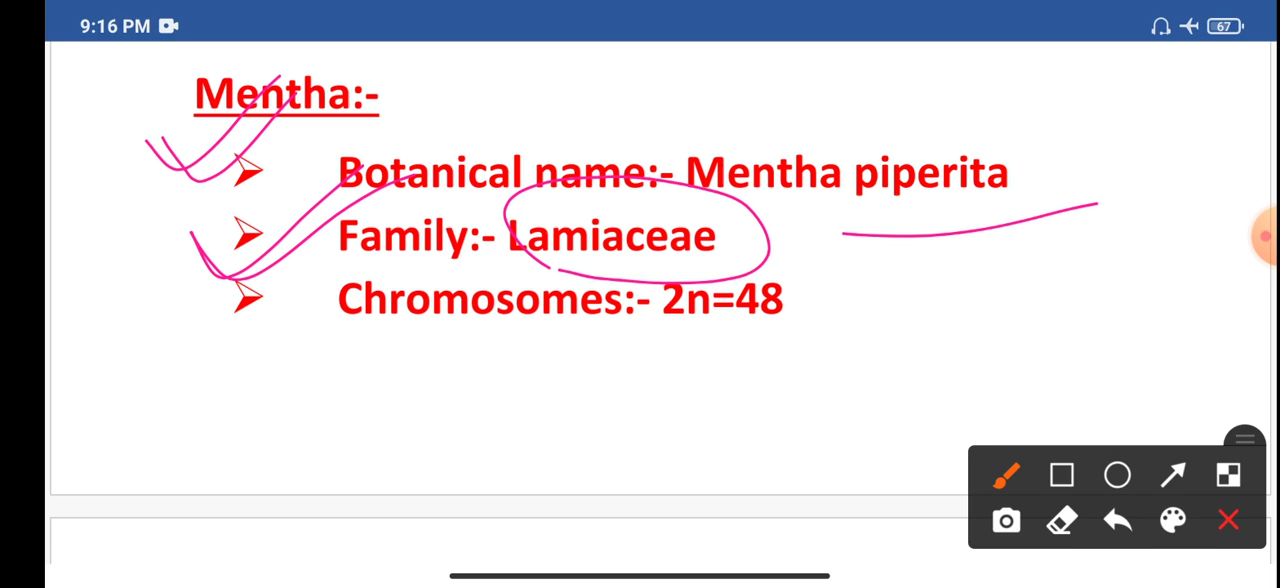 9:16 PM
67
Mentha:-
Botanical name:- Mentha piperita
Family:- Lamiaceae
Chromosomes:- 2n=48